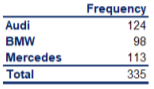 Frequency
Audi 124
BMW 98
Mercedes 113
Total 335